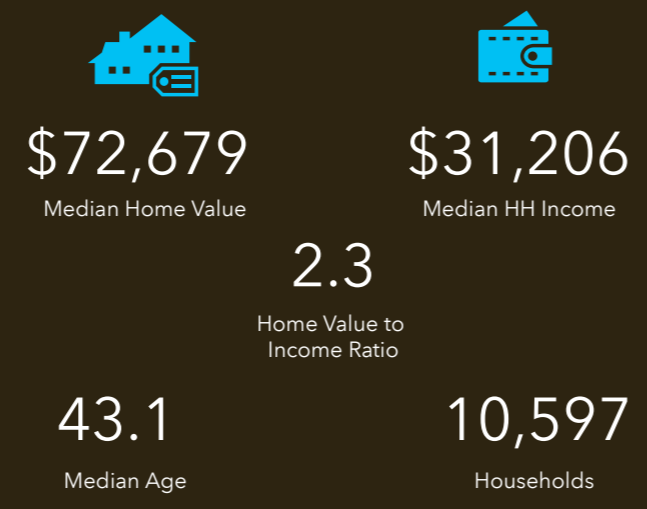 $72,679
Median Home Value
$31,206
Median HH Income
2.3
Home Value to
Income Ratio
43.1
Median Age
10,597
Households